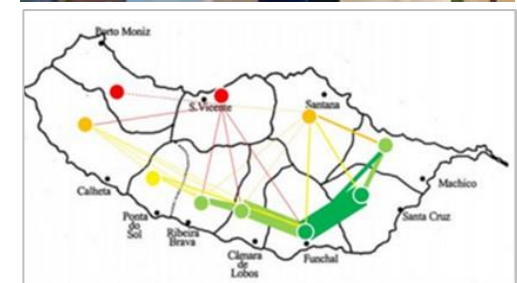 Porto Moniz
S.Vicente
Santana
Calheta
Machico
Ponta
do
Sol
Ribeira
Brava
Santa Cruz
Câmara
de
Lobos
Funchal